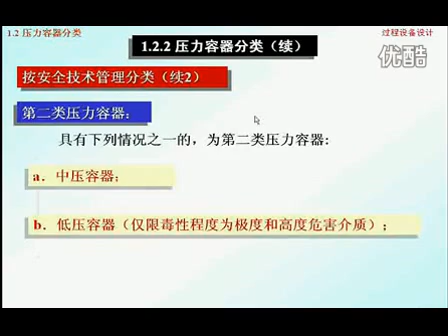 1.2 压力容器分类
过程设备设计
1.2.2 压力容器分类（续）
优酷
按安全技术管理分类（续2）
第二类压力容器：
具有下列情况之一的，为第二类压力容器:
a．中压容器；
b．低压容器（仅限毒性程度为极度和高度危害介质）；